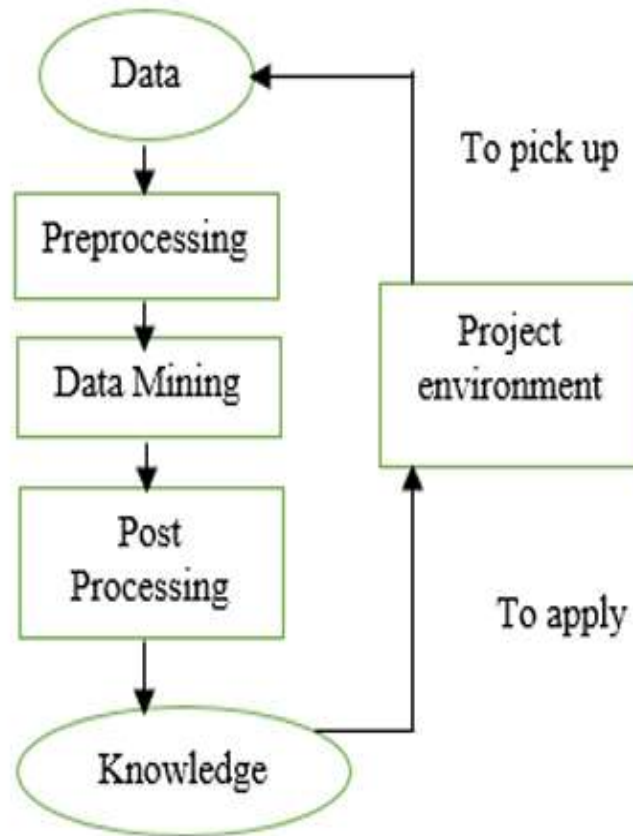 Data
To pick up
Preprocessing
Project
environment
Data Mining
Post
Processing
To apply
Knowledge